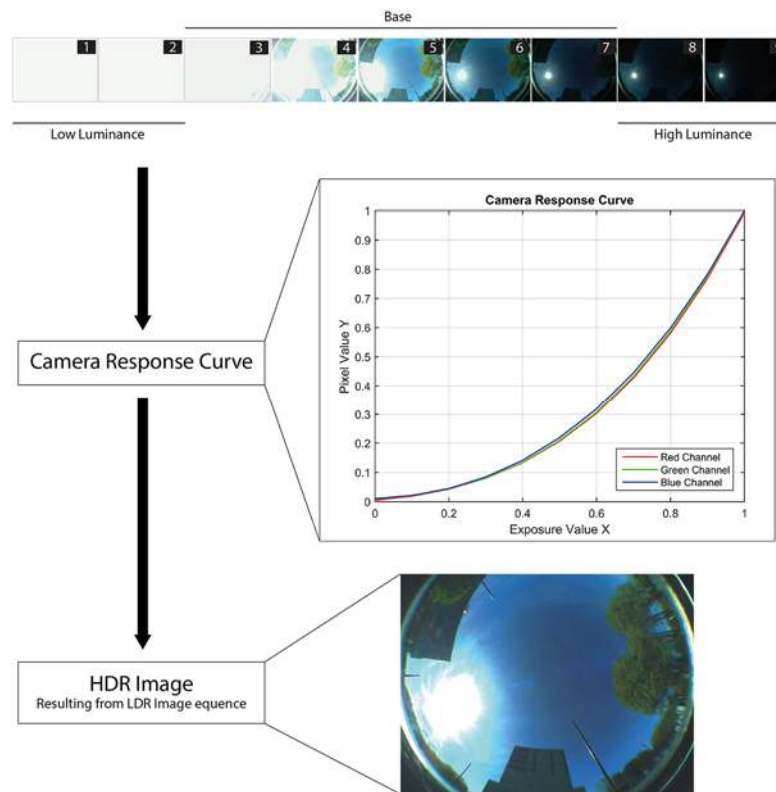 Base
1 2 3 4 5 6 7 8
Low Luminance
High Luminance
Camera Response Curve
1
0.9
0.8
0.7
0.6
0.5
0.4
0.3
0.2
0.1
0
Pixel Value Y
Red Channel
Green Channel
Blue Channel
0 0.2 0.4 0.6 0.8 1
Exposure Value X
Camera Response Curve
HDR Image
Resulting from LDR Image equence